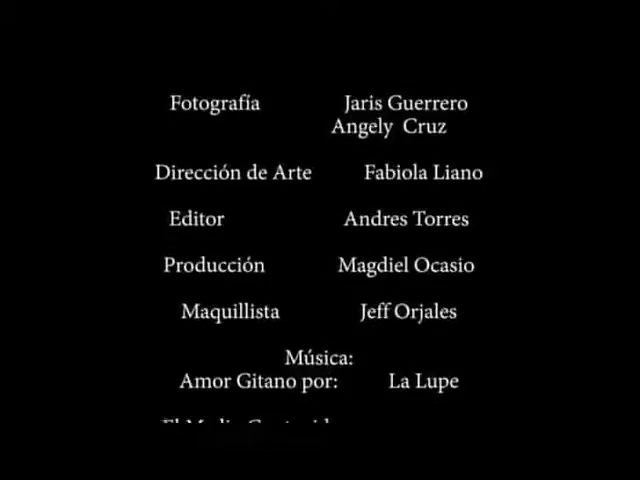 Fotografía Jaris Guerrero
Angely Cruz
Dirección de Arte Fabiola Liano
Editor Andres Torres
Producción Magdiel Ocasio
Maquillista Jeff Orjales
Música:
Amor Gitano por: La Lupe